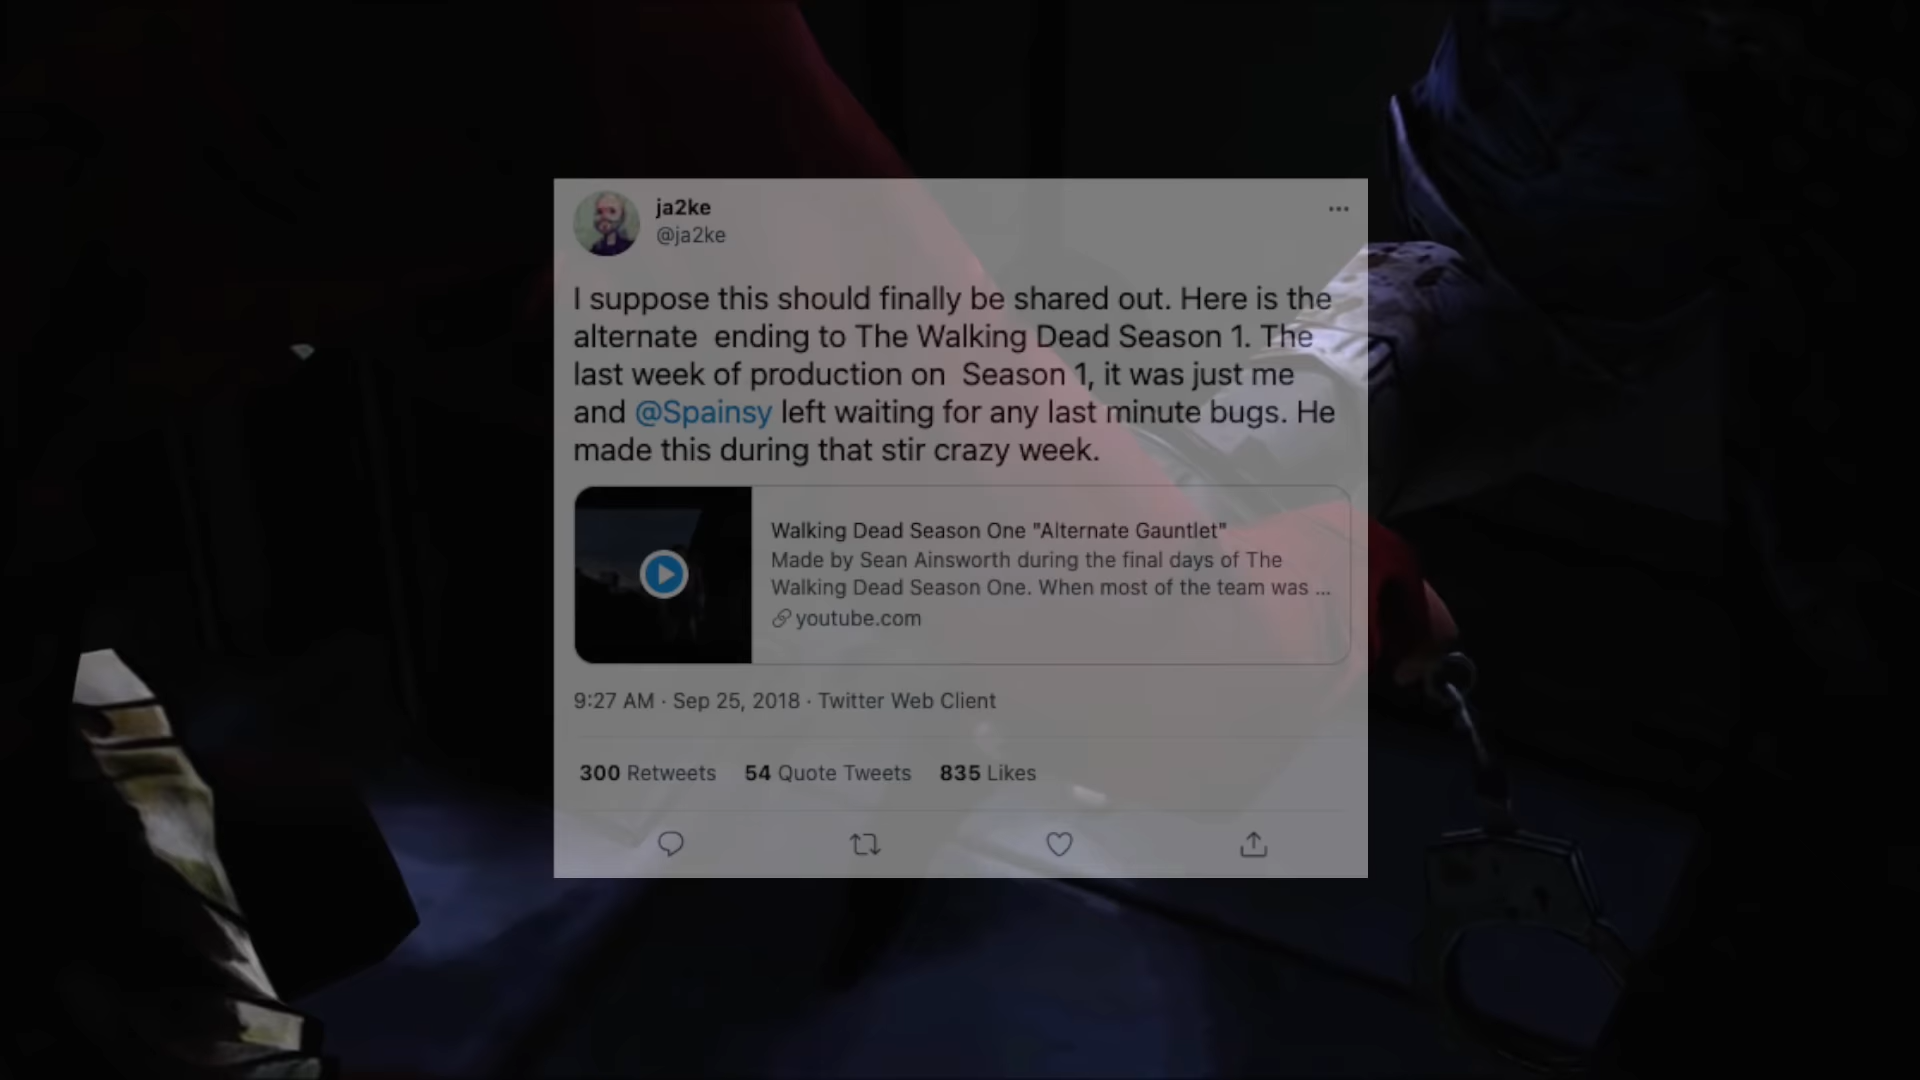 ja2ke
@ja2ke
I suppose this should finally be shared out. Here is the
alternate ending to The Walking Dead Season 1. The
last week of production on Season 1, it was just me
and @Spainsy left waiting for any last minute bugs. He
made this during that stir crazy week.
Walking Dead Season One "Alternate Gauntlet"
Made by Sean Ainsworth during the final days of The
Walking Dead Season One. When most of the team was ...
youtube.com
9:27 AM · Sep 25, 2018 · Twitter Web Client
300 Retweets 54 Quote Tweets 835 Likes